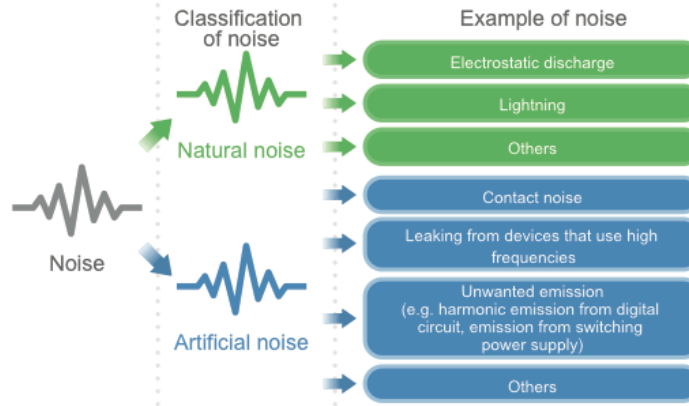 Classification
of noise
Example of noise
Electrostatic discharge
Lightning
Natural noise
Others
Contact noise
Noise
Leaking from devices that use high
frequencies
Unwanted emission
(e.g. harmonic emission from digital
circuit, emission from switching
power supply)
Artificial noise
Others